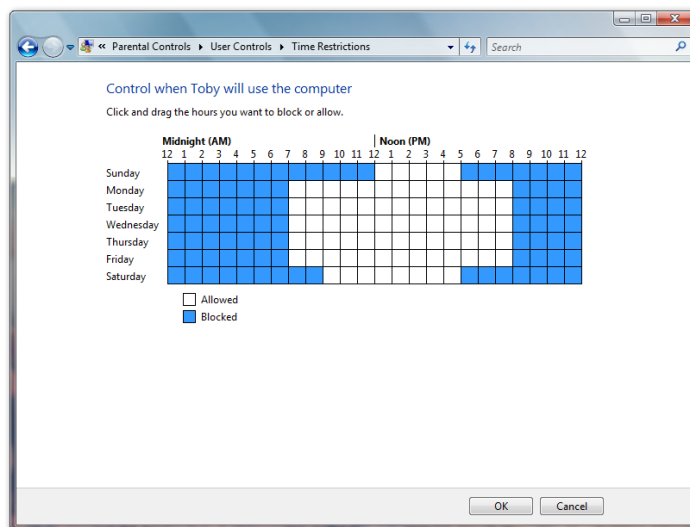 « Parental Controls User Controls Time Restrictions Search
Control when Toby will use the computer
Click and drag the hours you want to block or allow.
Midnight (AM) Noon (PM)
12 1 2 3 4 5 6 7 8 9 10 11 12 1 2 3 4 5 6 7 8 9 10 11 12
Sunday
Monday
Tuesday
Wednesday
Thursday
Friday
Saturday
Allowed
Blocked
OK Cancel